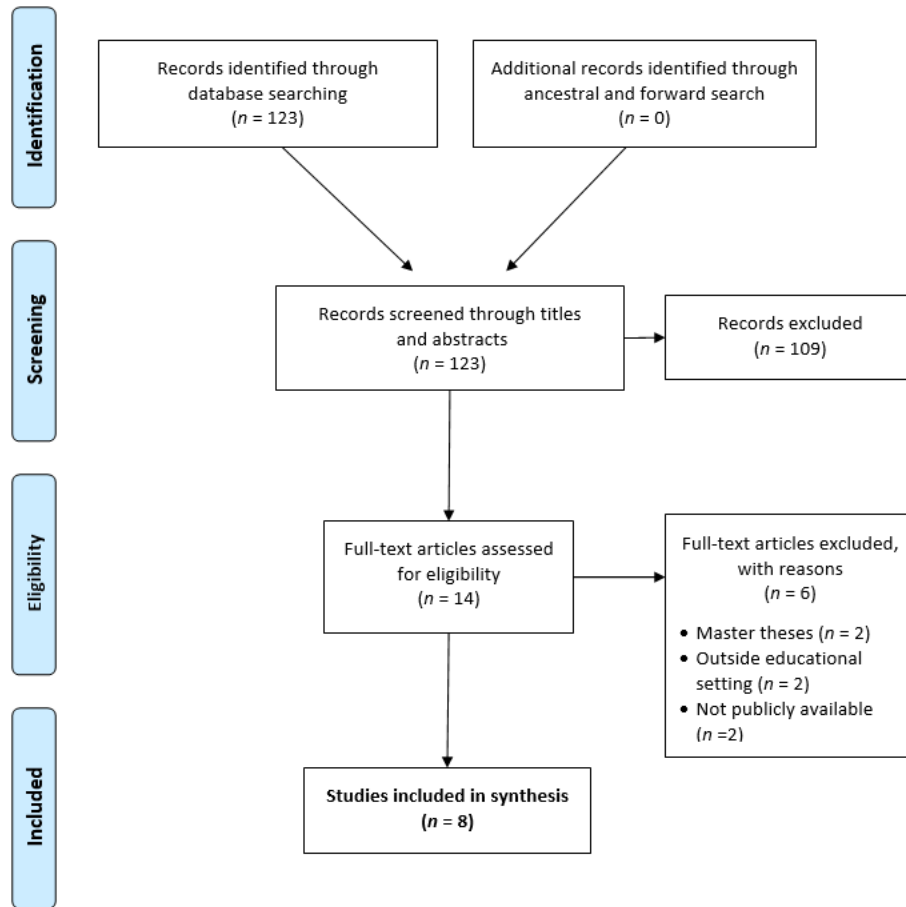 Identification
Records identified through
database searching
(n = 123)
Additional records identified through
ancestral and forward search
(n = 0)
Screening
Records screened through titles
and abstracts
(n = 123)
Records excluded
(n = 109)
Eligibility
Full-text articles assessed
for eligibility
(n = 14)
Full-text articles excluded,
with reasons
(n = 6)
• Master theses (n = 2)
• Outside educational
setting (n = 2)
• Not publicly available
(n =2)
Included
Studies included in synthesis
(n = 8)